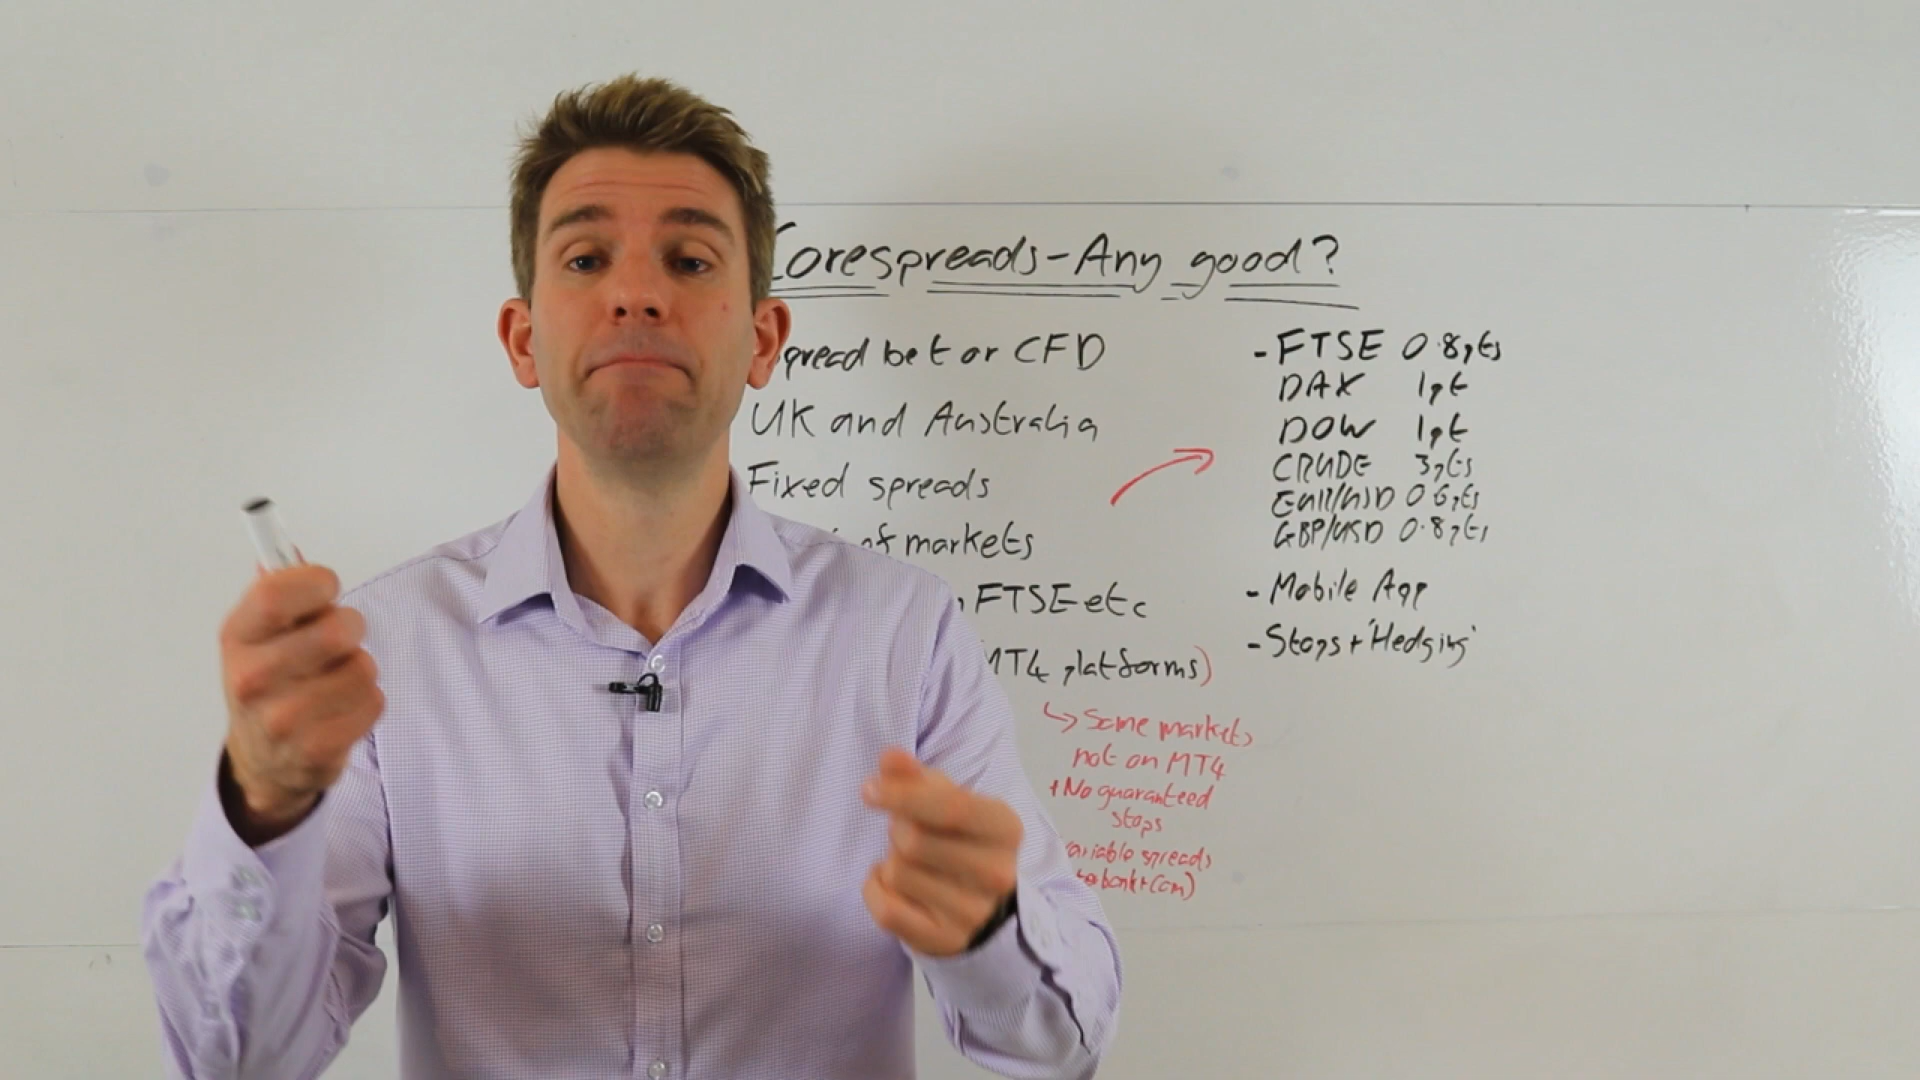 Corespreads-Any good?
Spread bet or CFD
UK and Australia
Fixed spreads
of markets
FTSE etc
MT4 platforms)
↳ Some markets
not on MT4
+ No guaranteed
stops
variable spreads
- FTSE 0.8pts
DAX 1pt
DOW 1pt
CRUDE 3pts
EUR/USD 0.6pts
GBP/USD 0.8pts
- Mobile App
- Stops + 'Hedging'